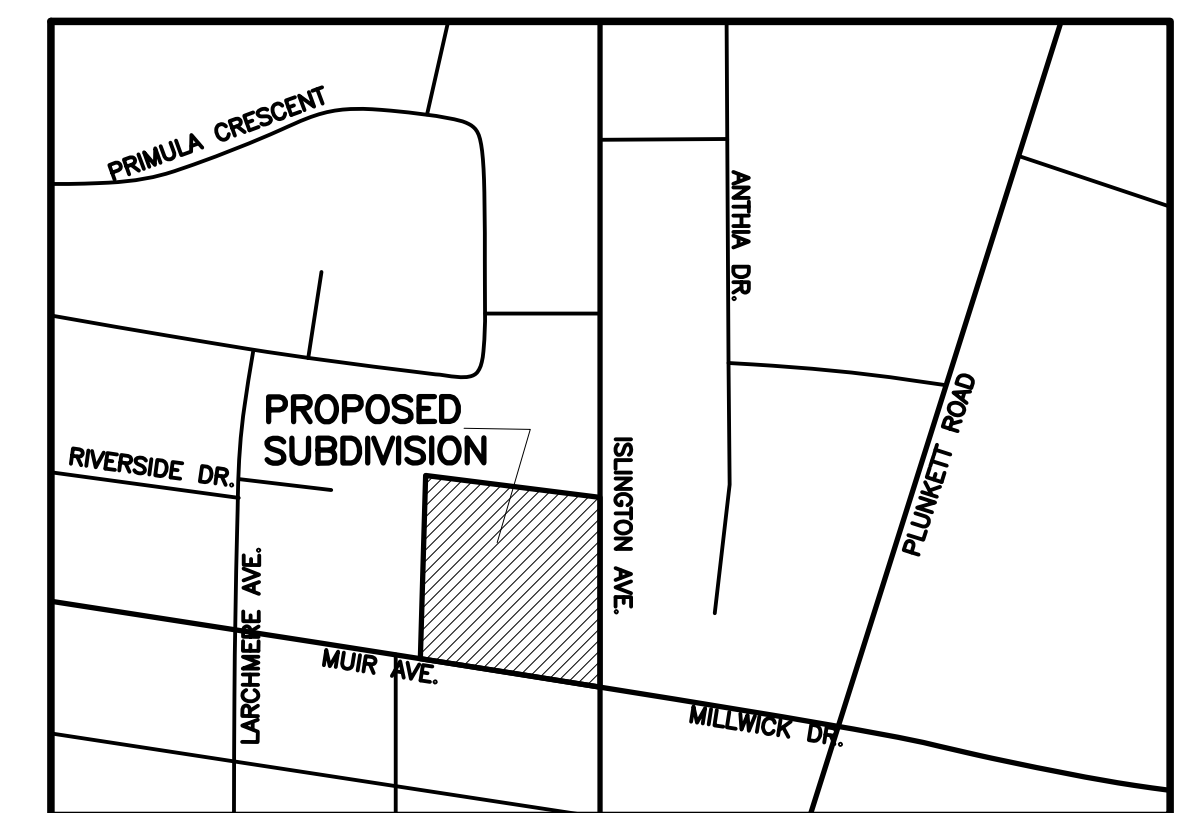 PRIMULA CRESCENT
ANTHIA DR.
PROPOSED
SUBDIVISION
RIVERSIDE DR.
ISLINGTON AVE.
PLUNKETT ROAD
LARCHMERE AVE.
MUIR AVE.
MILLWICK DR.